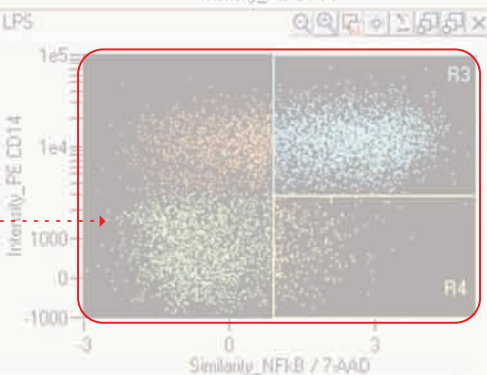 LPS
1e5
R3
1e4
Intensity_PE CD14
1000
0
R4
-1000
-3 0 3
Similarity_NFkB / 7-AAD